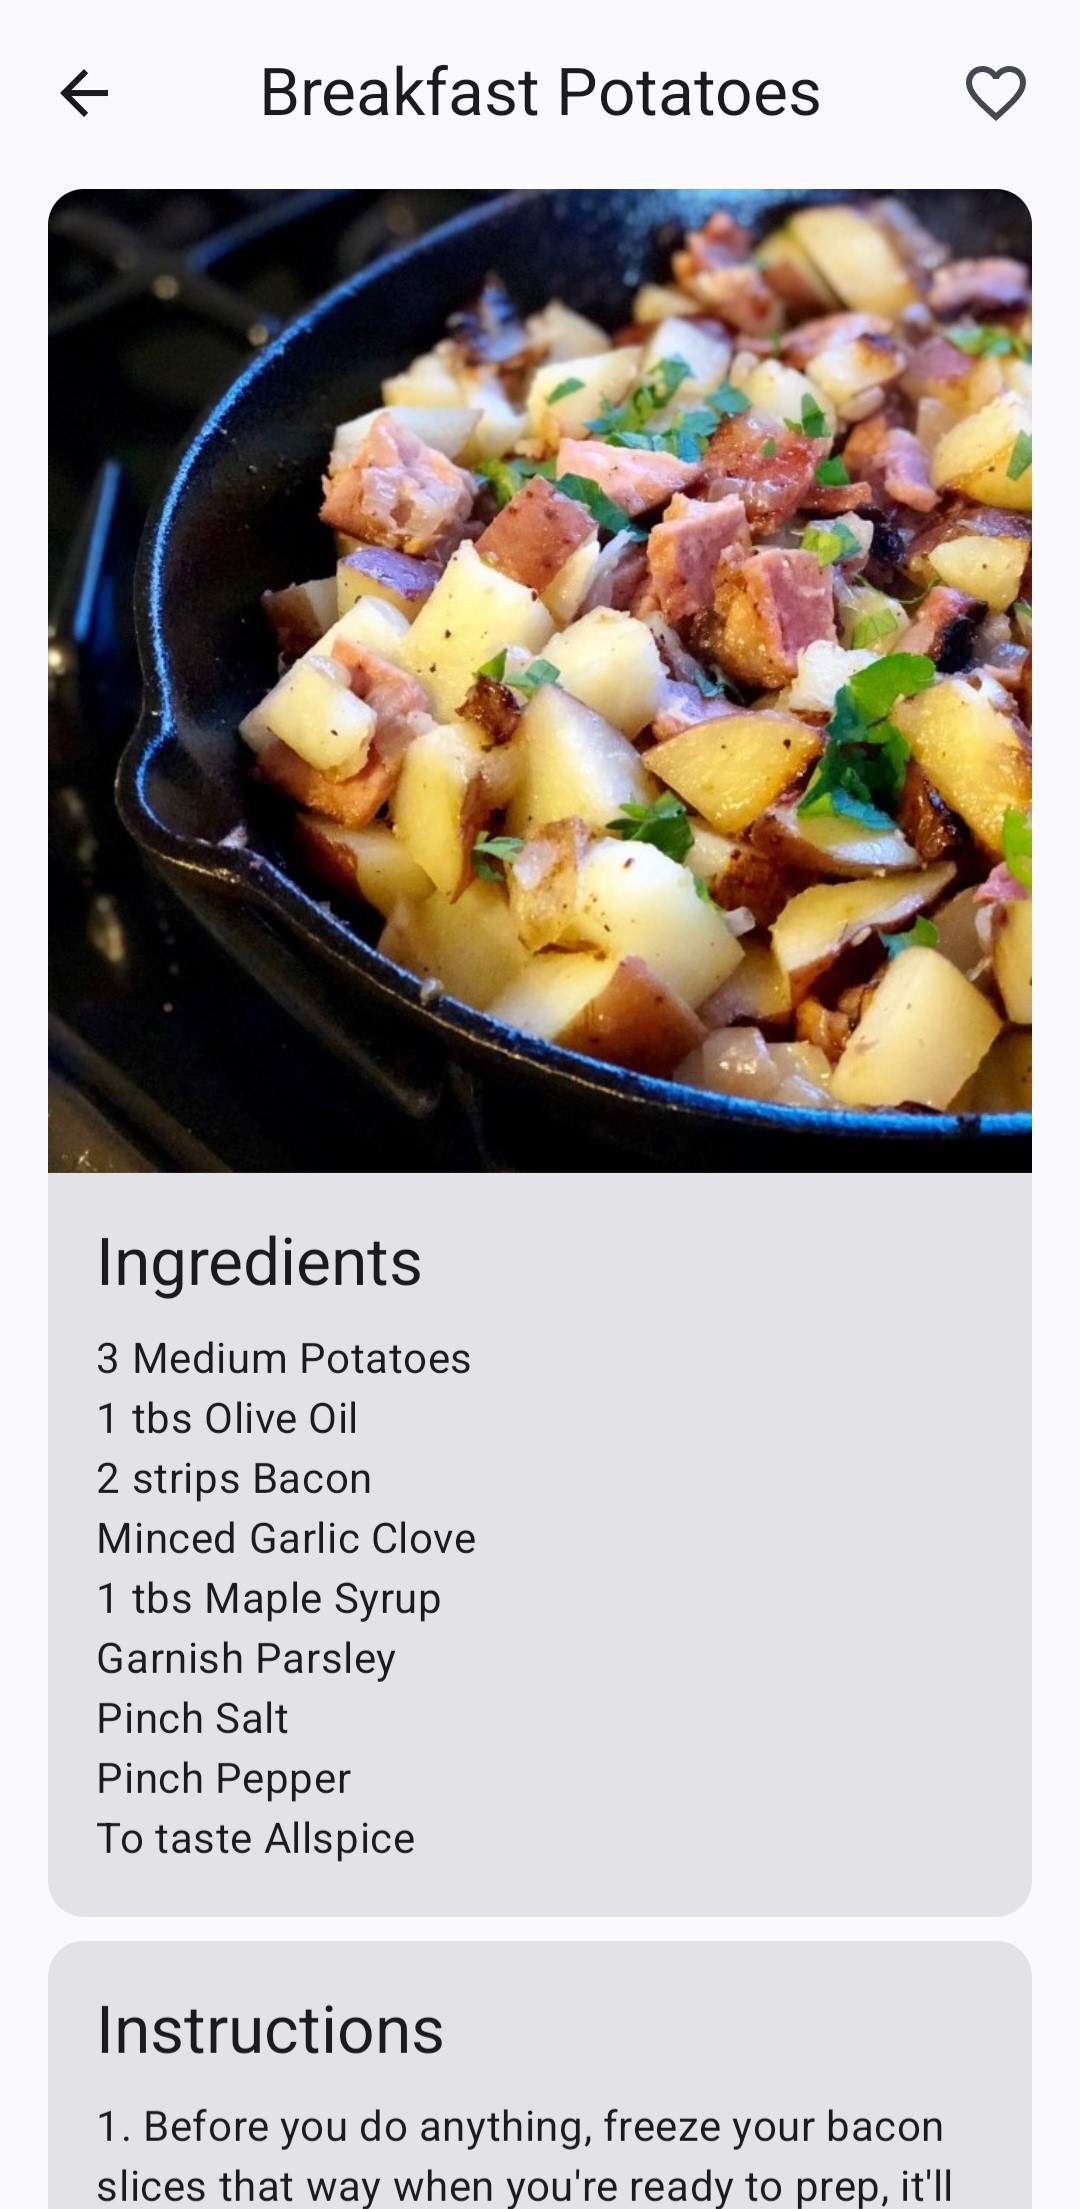 Breakfast Potatoes
Ingredients
3 Medium Potatoes
1 tbs Olive Oil
2 strips Bacon
Minced Garlic Clove
1 tbs Maple Syrup
Garnish Parsley
Pinch Salt
Pinch Pepper
To taste Allspice
Instructions
1. Before you do anything, freeze your bacon
slices that way when you're ready to prep, it'll